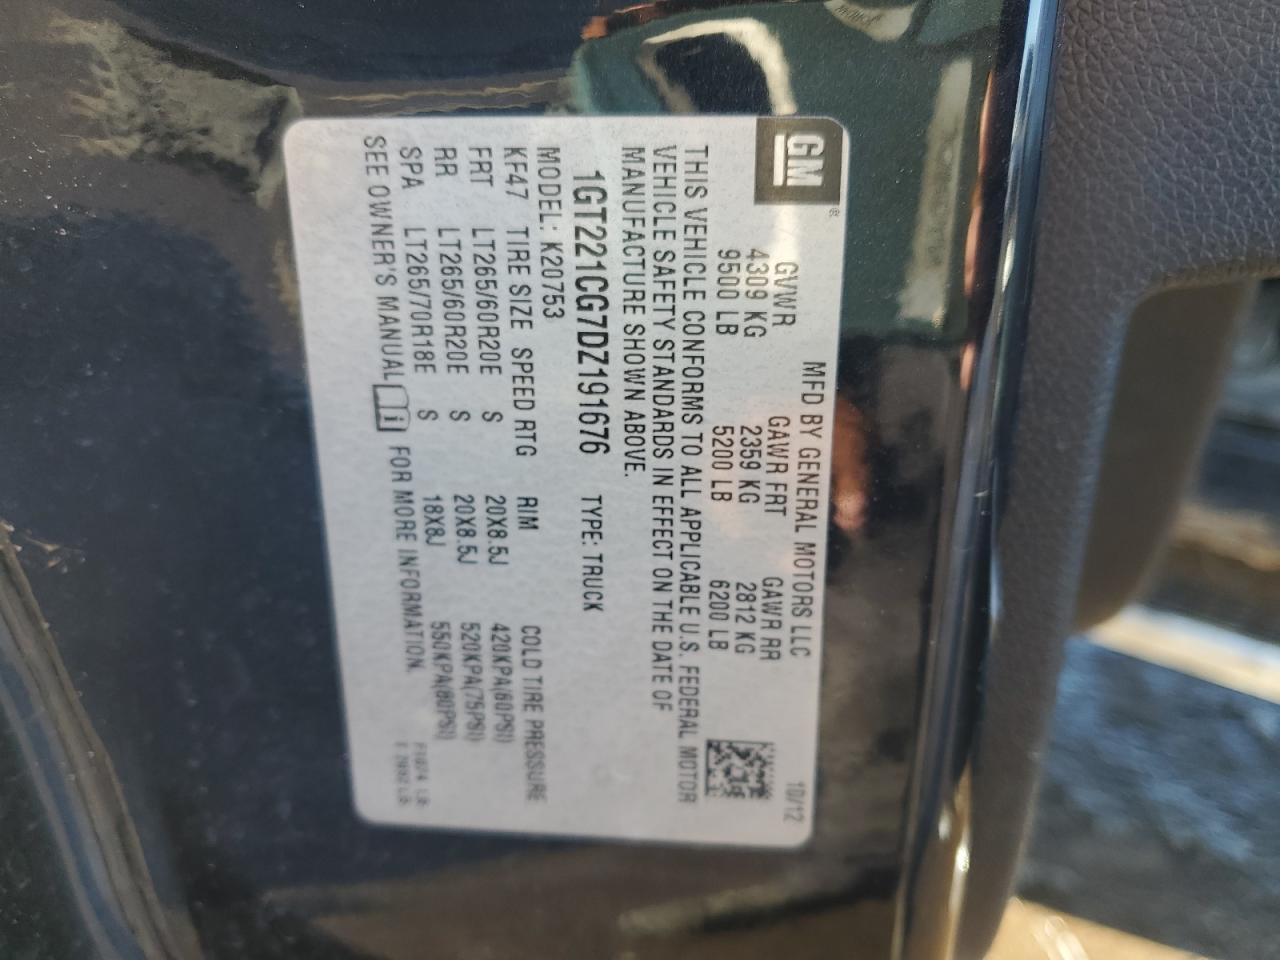 GM®
MFD BY GENERAL MOTORS LLC 10/12
GVWR GAWR FRT GAWR RR
4309 KG 2359 KG 2812 KG
9500 LB 5200 LB 6200 LB
THIS VEHICLE CONFORMS TO ALL APPLICABLE U.S. FEDERAL MOTOR
VEHICLE SAFETY STANDARDS IN EFFECT ON THE DATE OF
MANUFACTURE SHOWN ABOVE.
1GT221CG7DZ191676 TYPE: TRUCK
MODEL: K20753
KF47 TIRE SIZE SPEED RTG RIM COLD TIRE PRESSURE
FRT LT265/60R20E S 20X8.5J 420KPA(60PSI)
RR LT265/60R20E S 20X8.5J 520KPA(75PSI)
SPA LT265/70R18E S 18X8J 550KPA(80PSI)
SEE OWNER'S MANUAL i FOR MORE INFORMATION.